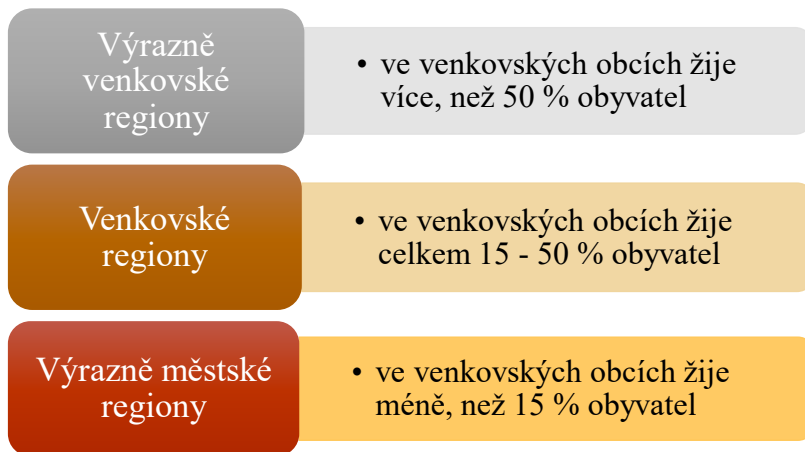 Výrazně
venkovské
regiony
• ve venkovských obcích žije
více, než 50 % obyvatel
Venkovské
regiony
• ve venkovských obcích žije
celkem 15 - 50 % obyvatel
Výrazně městské
regiony
• ve venkovských obcích žije
méně, než 15 % obyvatel